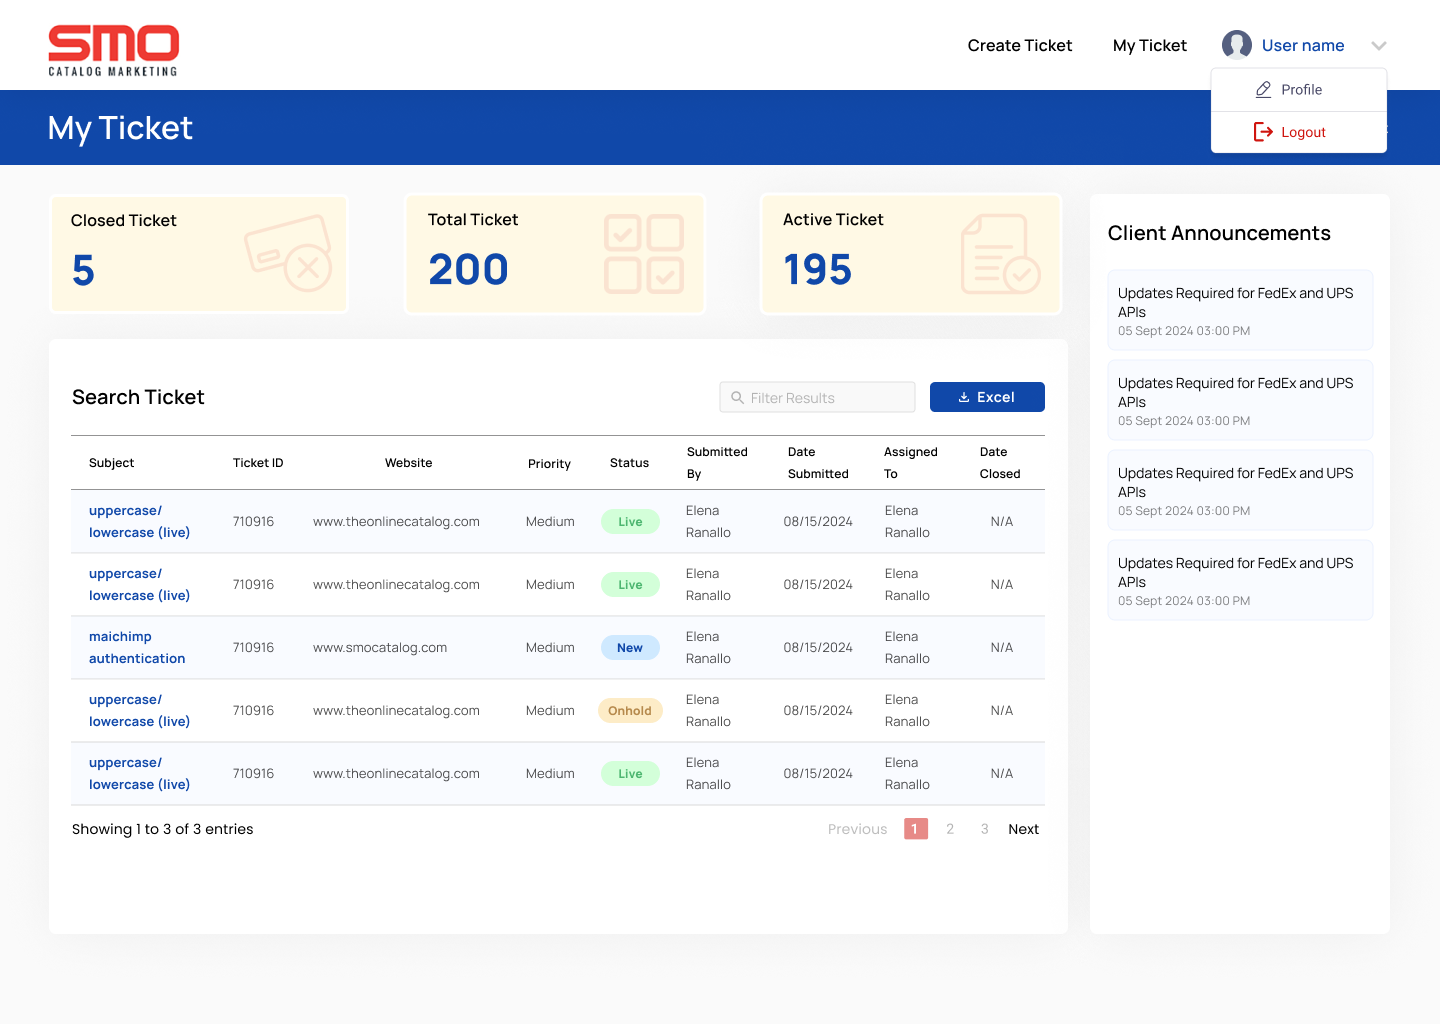 SMO
CATALOG MARKETING
Create Ticket
My Ticket
User name
Profile
Logout
My Ticket
Closed Ticket
5
Total Ticket
200
Active Ticket
195
Client Announcements
Updates Required for FedEx and UPS
APIs
05 Sept 2024 03:00 PM
Updates Required for FedEx and UPS
APIs
05 Sept 2024 03:00 PM
Updates Required for FedEx and UPS
APIs
05 Sept 2024 03:00 PM
Updates Required for FedEx and UPS
APIs
05 Sept 2024 03:00 PM
Search Ticket
Filter Results
Excel
Subject Ticket ID Website Priority Status Submitted By Date Submitted Assigned To Date Closed
uppercase/ lowercase (live) 710916 www.theonlinecatalog.com Medium Live Elena Ranallo 08/15/2024 Elena Ranallo N/A
uppercase/ lowercase (live) 710916 www.theonlinecatalog.com Medium Live Elena Ranallo 08/15/2024 Elena Ranallo N/A
maichimp authentication 710916 www.smocatalog.com Medium New Elena Ranallo 08/15/2024 Elena Ranallo N/A
uppercase/ lowercase (live) 710916 www.theonlinecatalog.com Medium Onhold Elena Ranallo 08/15/2024 Elena Ranallo N/A
uppercase/ lowercase (live) 710916 www.theonlinecatalog.com Medium Live Elena Ranallo 08/15/2024 Elena Ranallo N/A
Showing 1 to 3 of 3 entries
Previous 1 2 3 Next